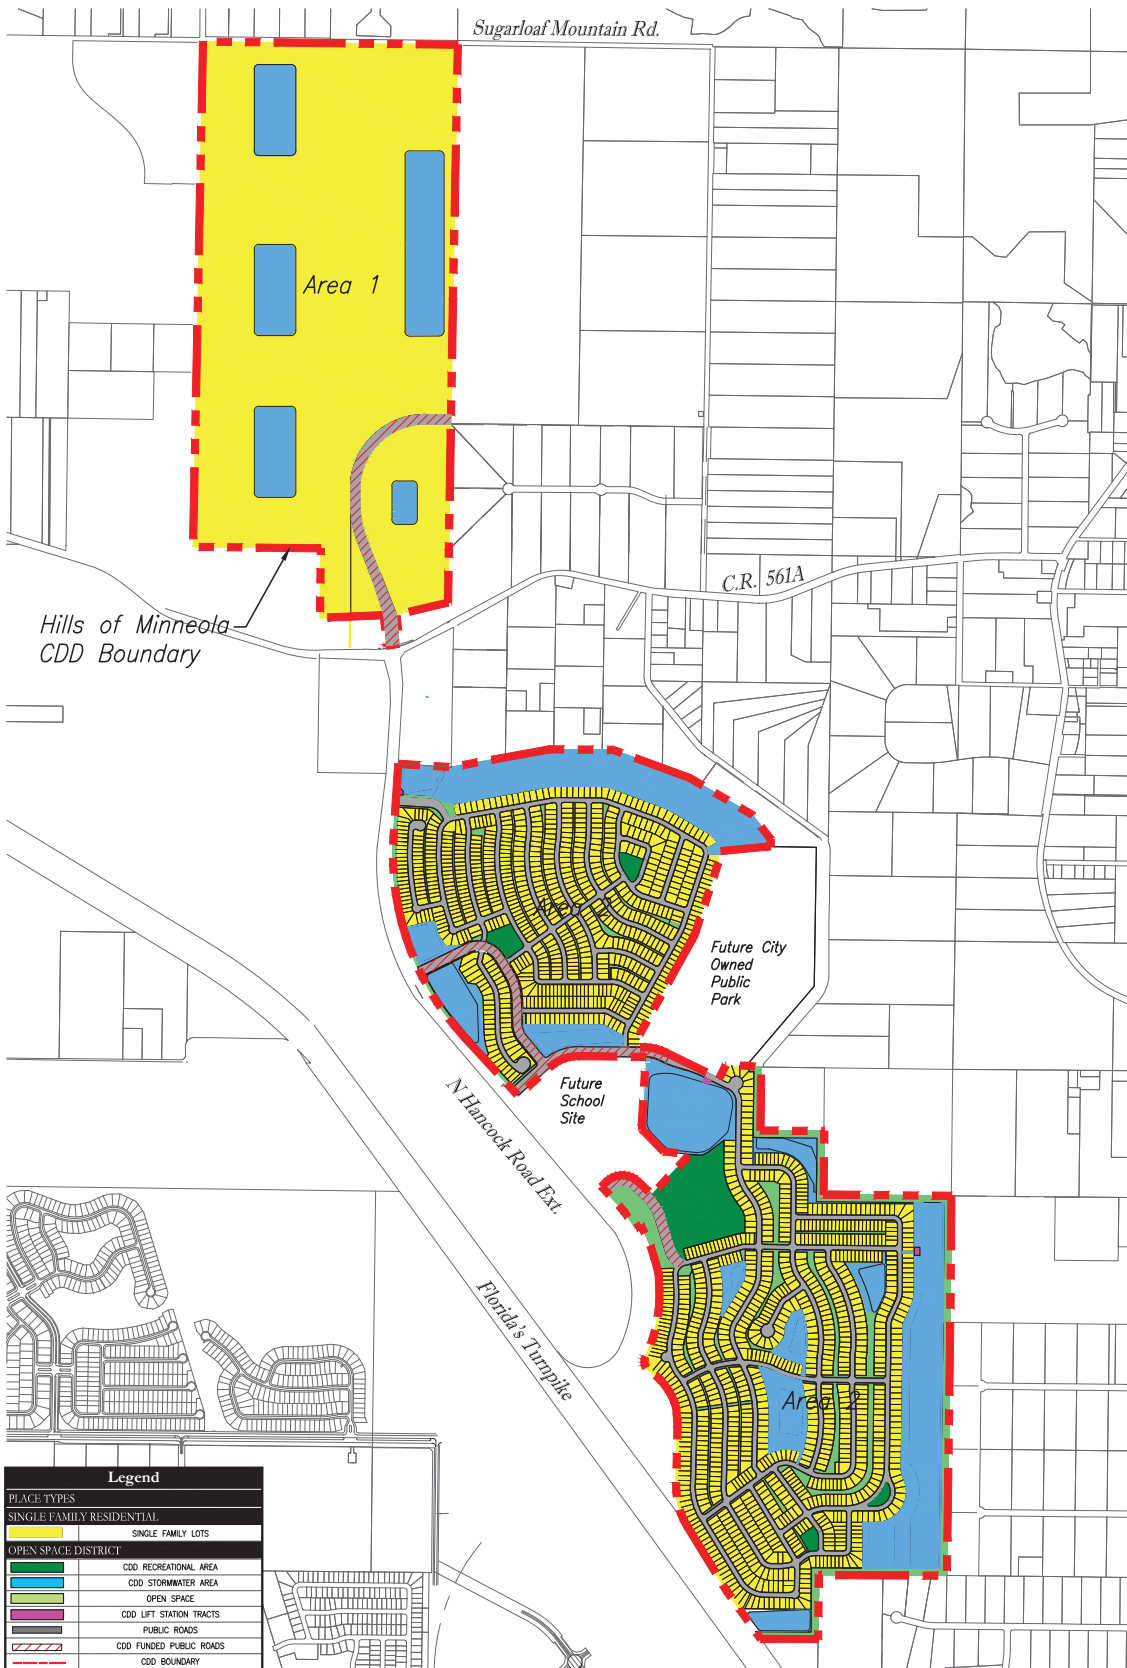 Sugarloaf Mountain Rd.
Area 1
C.R. 561A
Hills of Minneola
CDD Boundary
Area 2
Future City
Owned
Public
Park
Future
School
Site
N Hancock Road Ext.
Florida's Turnpike
Area 2
Legend
PLACE TYPES
SINGLE FAMILY RESIDENTIAL
SINGLE FAMILY LOTS
OPEN SPACE DISTRICT
CDD RECREATIONAL AREA
CDD STORMWATER AREA
OPEN SPACE
CDD LIFT STATION TRACTS
PUBLIC ROADS
CDD FUNDED PUBLIC ROADS
CDD BOUNDARY